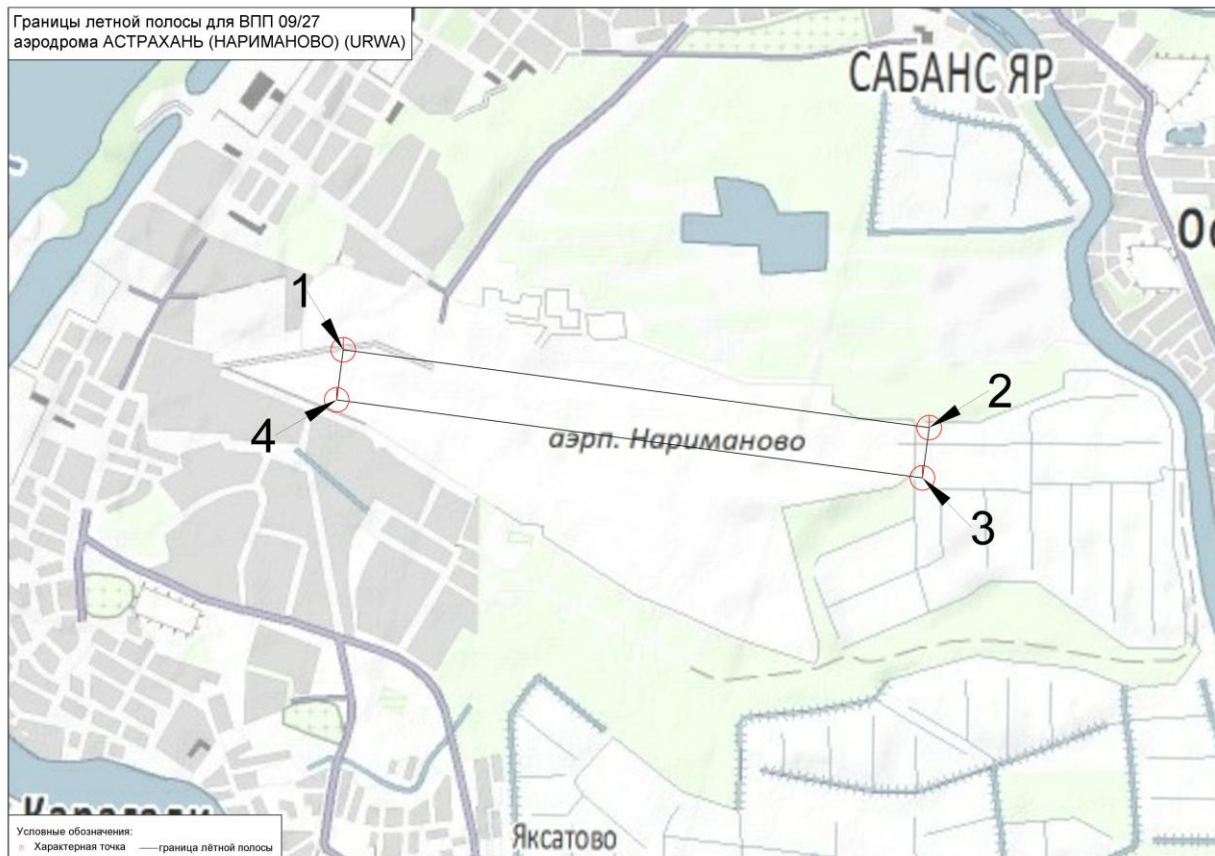 Границы летной полосы для ВПП 09/27
аэродрома АСТРАХАНЬ (НАРИМАНОВО) (URWA)
САБАНС ЯР
1
2
4
аэрп. Нариманово
3
Яксатово
Условные обозначения:
Характерная точка
граница лётной полосы